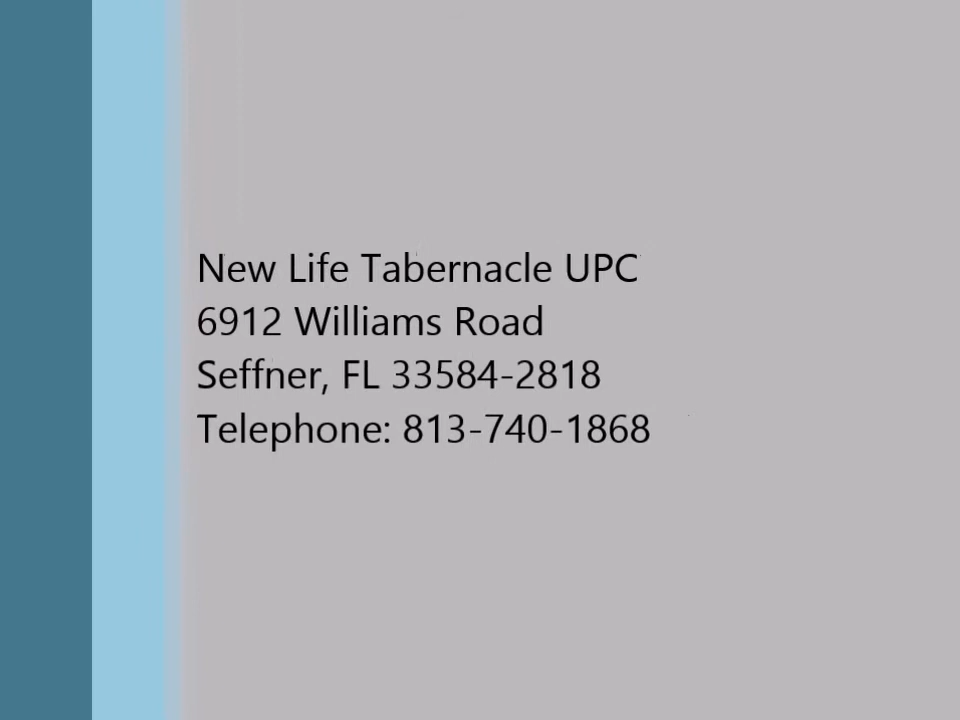 New Life Tabernacle UPC
6912 Williams Road
Seffner, FL 33584-2818
Telephone: 813-740-1868